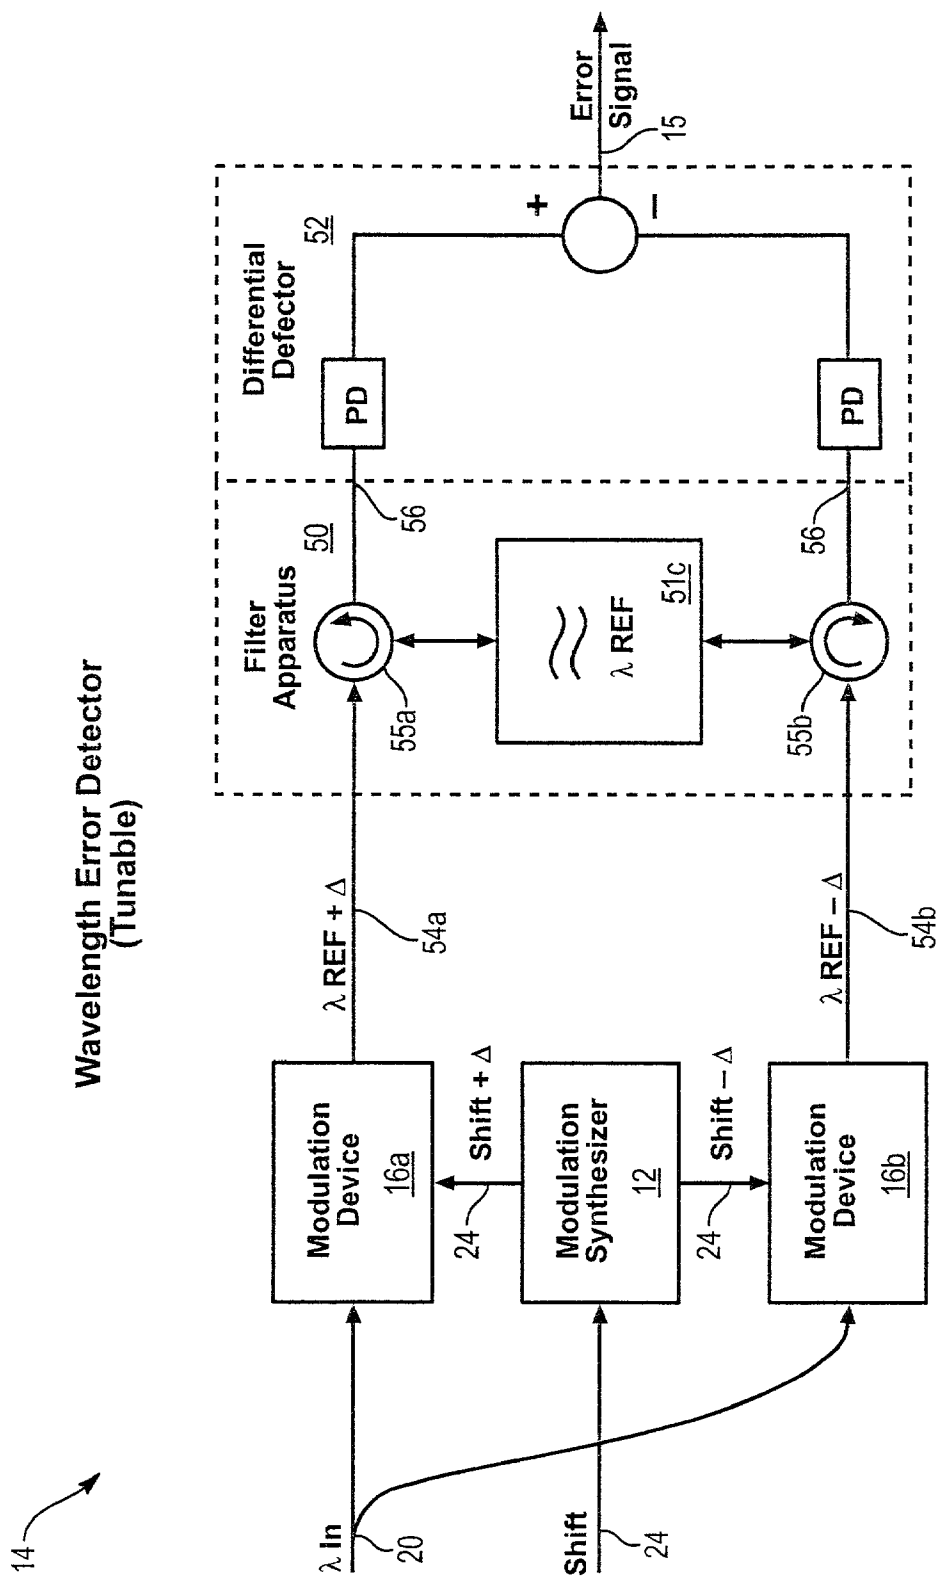 Wavelength Error Detector
(Tunable)
14
λ In
20
Shift
24
Modulation
Device
16a
Shift + Δ
24
Modulation
Synthesizer
12
Shift − Δ
24
Modulation
Device
16b
λ REF + Δ
54a
λ REF − Δ
54b
Filter
Apparatus
50
55a
λ REF
51c
55b
56
56
Differential
Defector
52
PD
PD
+
−
Error
Signal
15